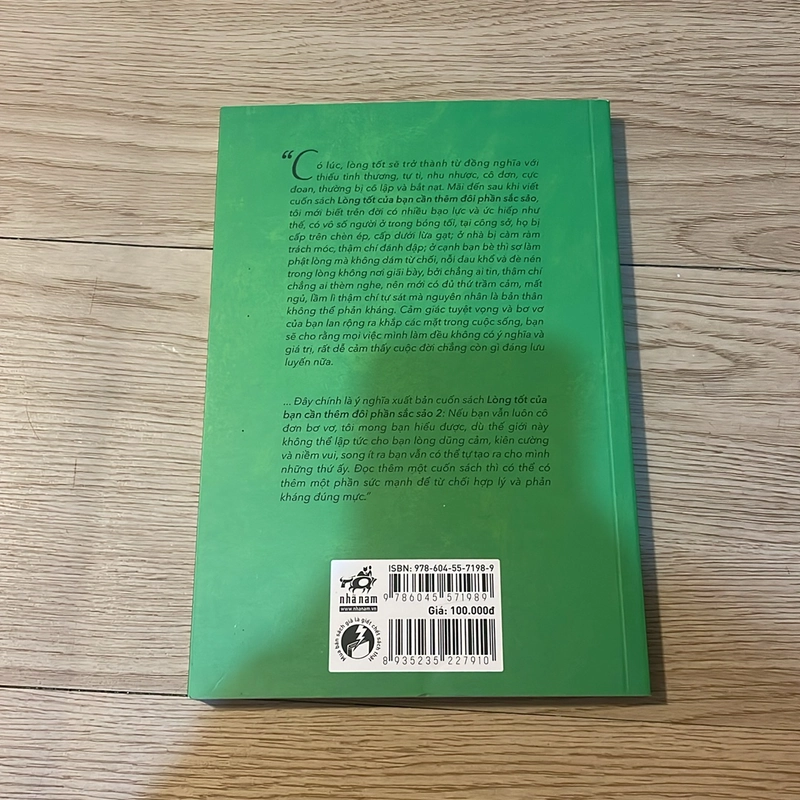 “Có lúc, lòng tốt sẽ trở thành từ đồng nghĩa với
thiếu tình thương, tự ti, nhu nhược, cô đơn, cực
đoan, thường bị cô lập và bắt nạt. Mãi đến sau khi viết
cuốn sách Lòng tốt của bạn cần thêm đôi phần sắc sảo,
tôi mới biết trên đời có nhiều bạo lực và ức hiếp như
thế, có vô số người ở trong bóng tối, tại công sở, họ bị
cấp trên chèn ép, cấp dưới lừa gạt; ở nhà bị cằm ràm
trách móc, thậm chí đánh đập; ở cạnh bạn bè thì sợ làm
phật lòng mà không dám từ chối, nỗi đau khổ và đè nén
trong lòng không nơi giãi bày, bởi chẳng ai tin, thậm chí
chẳng ai thèm nghe, nên mới có đủ thứ trầm cảm, mất
ngủ, lầm lì thậm chí tự sát mà nguyên nhân là bản thân
không thể phản kháng. Cảm giác tuyệt vọng và bơ vơ
của bạn lan rộng ra khắp các mặt trong cuộc sống, bạn
sẽ cho rằng mọi việc mình làm đều không có ý nghĩa và
giá trị, rất dễ cảm thấy cuộc đời chẳng còn gì đáng lưu
luyến nữa.
... Đây chính là ý nghĩa xuất bản cuốn sách Lòng tốt của
bạn cần thêm đôi phần sắc sảo 2: Nếu bạn vẫn luôn cô
đơn bơ vơ, tôi mong bạn hiểu được, dù thế giới này
không thể lập tức cho bạn lòng dũng cảm, kiên cường
và niềm vui, song ít ra bạn vẫn có thể tự tạo ra cho mình
những thứ ấy. Đọc thêm một cuốn sách thì có thể có
thêm một phần sức mạnh để từ chối hợp lý và phản
kháng đúng mực.”
ISBN: 978-604-55-7198-9
nhã nam
www.nhanam.vn
9 786045 571989
Giá: 100.000đ
Mua bán sách giả là giết chết sách thật
8 935235 227910